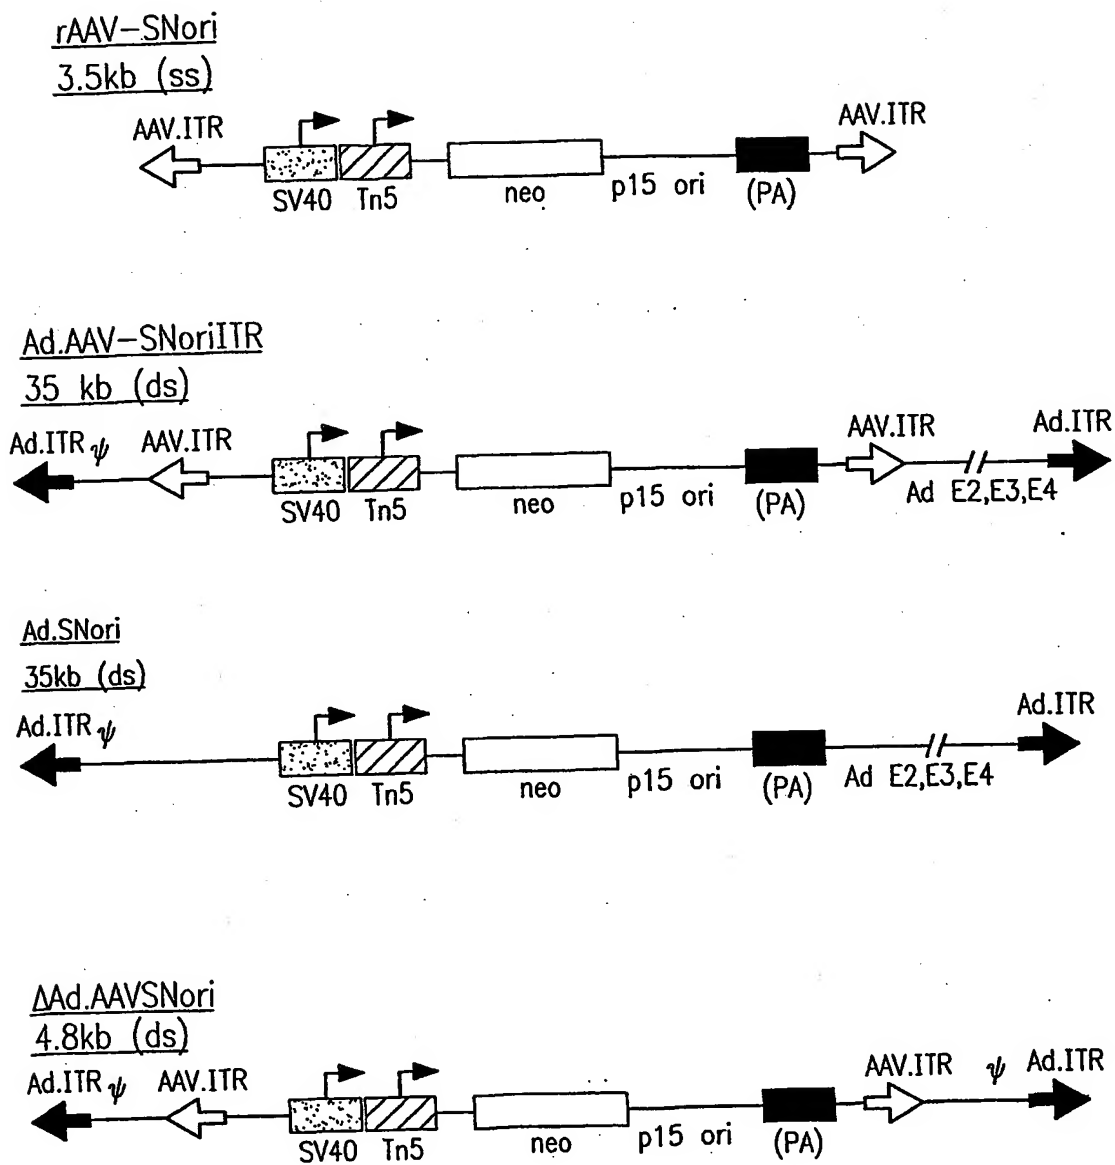 rAAV-SNori
3.5kb (ss)
AAV.ITR AAV.ITR
SV40 Tn5 neo p15 ori (PA)
Ad.AAV-SNoriITR
35 kb (ds)
Ad.ITR ψ AAV.ITR AAV.ITR Ad.ITR
SV40 Tn5 neo p15 ori (PA) Ad E2,E3,E4
Ad.SNori
35kb (ds)
Ad.ITR ψ Ad.ITR
SV40 Tn5 neo p15 ori (PA) Ad E2,E3,E4
ΔAd.AAVSNori
4.8kb (ds)
Ad.ITR ψ AAV.ITR AAV.ITR ψ Ad.ITR
SV40 Tn5 neo p15 ori (PA)